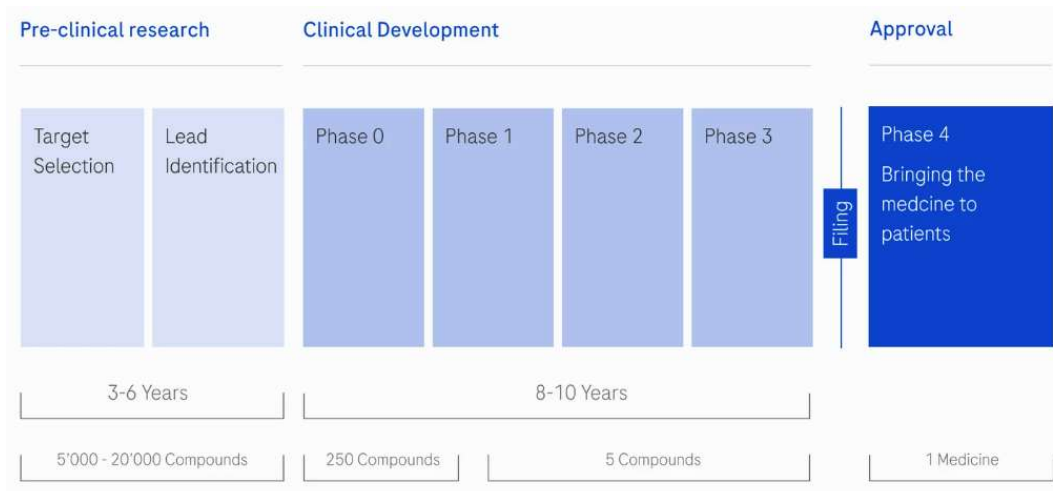 Pre-clinical research
Clinical Development
Approval
Target
Selection
Lead
Identification
Phase 0
Phase 1
Phase 2
Phase 3
Filing
Phase 4
Bringing the
medcine to
patients
3-6 Years
8-10 Years
5'000 - 20'000 Compounds
250 Compounds
5 Compounds
1 Medicine